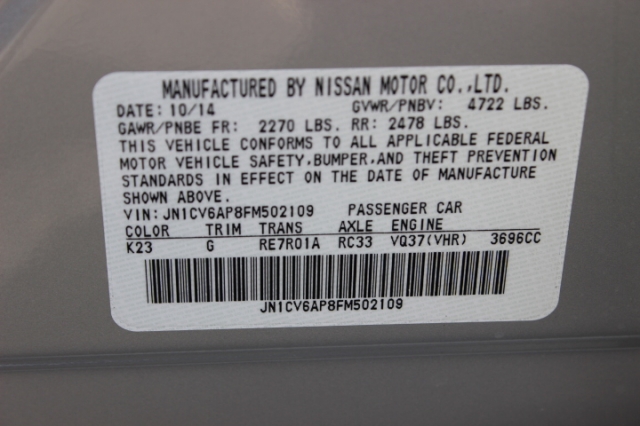 MANUFACTURED BY NISSAN MOTOR CO.,LTD.
DATE: 10/14 GVWR/PNBV: 4722 LBS.
GAWR/PNBE FR: 2270 LBS. RR: 2478 LBS.
THIS VEHICLE CONFORMS TO ALL APPLICABLE FEDERAL
MOTOR VEHICLE SAFETY,BUMPER,AND THEFT PREVENTION
STANDARDS IN EFFECT ON THE DATE OF MANUFACTURE
SHOWN ABOVE.
VIN: JN1CV6AP8FM502109 PASSENGER CAR
COLOR TRIM TRANS AXLE ENGINE
K23 G RE7R01A RC33 VQ37(VHR) 3696CC
JN1CV6AP8FM502109